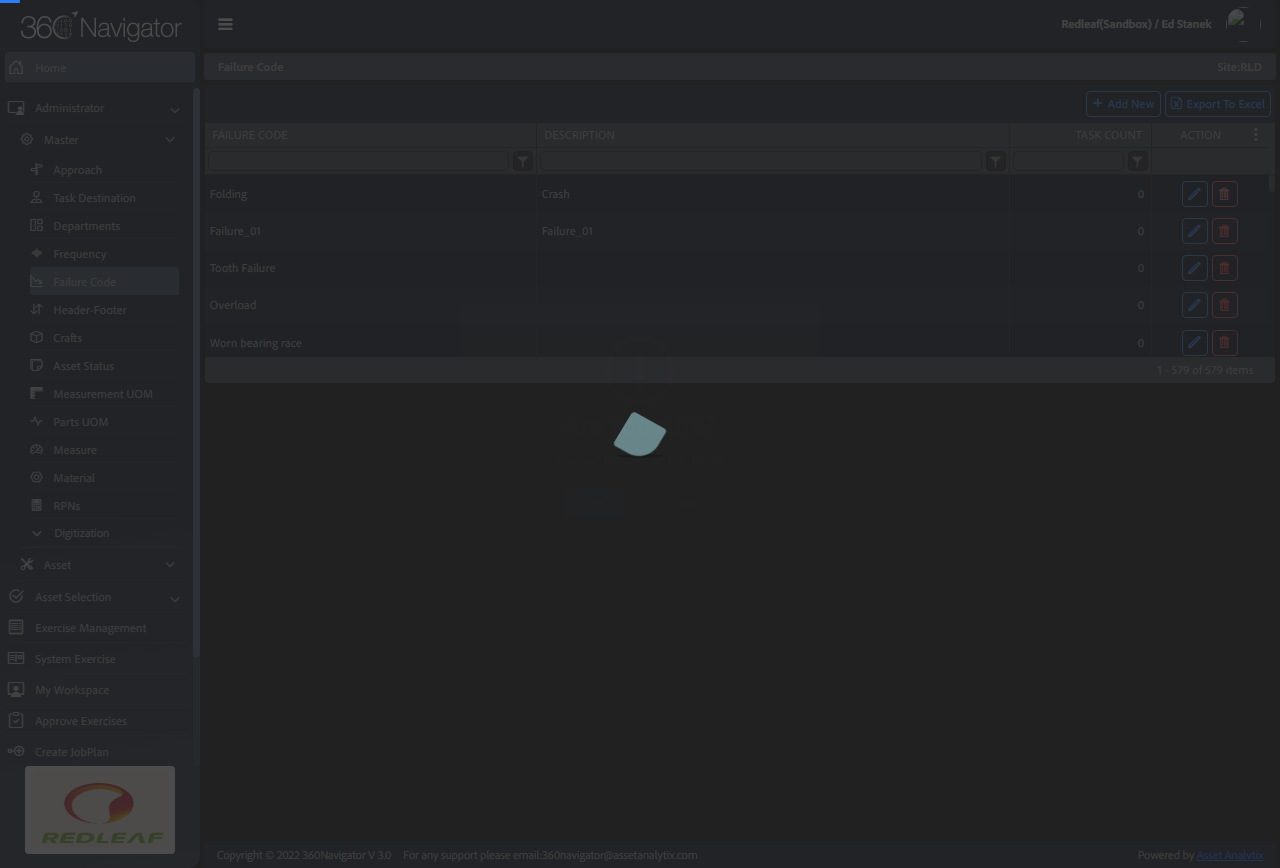 360 Navigator
Redleaf(Sandbox) / Ed Stanek
Home
Failure Code
Site:RLD
Administrator
Master
Approach
Task Destination
Departments
Frequency
Failure Code
Header-Footer
Crafts
Asset Status
Measurement UOM
Parts UOM
Measure
Material
RPNs
Digitization
Asset
Asset Selection
Exercise Management
System Exercise
My Workspace
Approve Exercises
Create JobPlan
REDLEAF
Add New
Export To Excel
FAILURE CODE DESCRIPTION TASK COUNT ACTION
Folding Crash 0
Failure_01 Failure_01 0
Tooth Failure 0
Overload 0
Worn bearing race 0
1 - 579 of 579 items
Copyright © 2022 360Navigator V 3.0 For any support please email:360navigator@assetanalytix.com
Powered by Asset Analytix